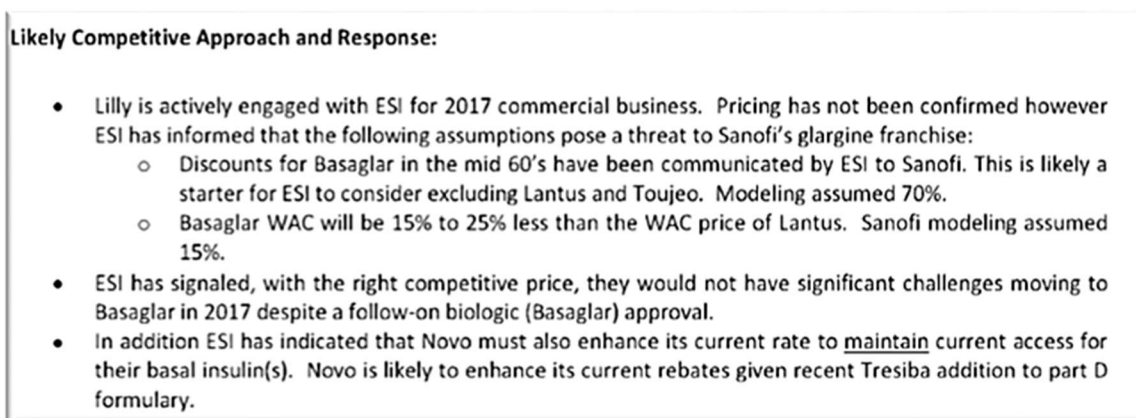 Likely Competitive Approach and Response:
• Lilly is actively engaged with ESI for 2017 commercial business. Pricing has not been confirmed however
ESI has informed that the following assumptions pose a threat to Sanofi's glargine franchise:
o Discounts for Basaglar in the mid 60's have been communicated by ESI to Sanofi. This is likely a
starter for ESI to consider excluding Lantus and Toujeo. Modeling assumed 70%.
o Basaglar WAC will be 15% to 25% less than the WAC price of Lantus. Sanofi modeling assumed
15%.
• ESI has signaled, with the right competitive price, they would not have significant challenges moving to
Basaglar in 2017 despite a follow-on biologic (Basaglar) approval.
• In addition ESI has indicated that Novo must also enhance its current rate to maintain current access for
their basal insulin(s). Novo is likely to enhance its current rebates given recent Tresiba addition to part D
formulary.